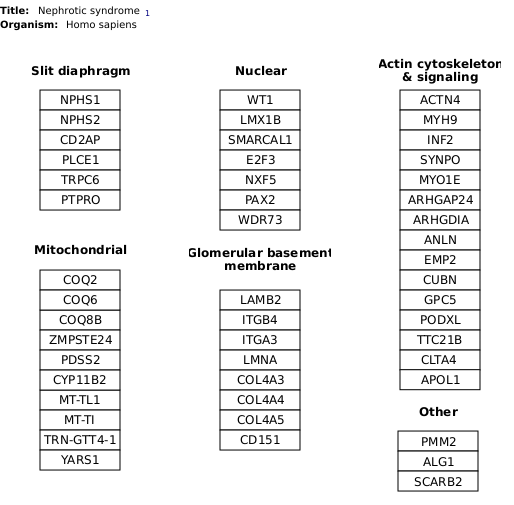 Title: Nephrotic syndrome 1
Organism: Homo sapiens
Slit diaphragm
NPHS1
NPHS2
CD2AP
PLCE1
TRPC6
PTPRO
Mitochondrial
COQ2
COQ6
COQ8B
ZMPSTE24
PDSS2
CYP11B2
MT-TL1
MT-TI
TRN-GTT4-1
YARS1
Nuclear
WT1
LMX1B
SMARCAL1
E2F3
NXF5
PAX2
WDR73
Glomerular basement
membrane
LAMB2
ITGB4
ITGA3
LMNA
COL4A3
COL4A4
COL4A5
CD151
Actin cytoskeleton
& signaling
ACTN4
MYH9
INF2
SYNPO
MYO1E
ARHGAP24
ARHGDIA
ANLN
EMP2
CUBN
GPC5
PODXL
TTC21B
CLTA4
APOL1
Other
PMM2
ALG1
SCARB2